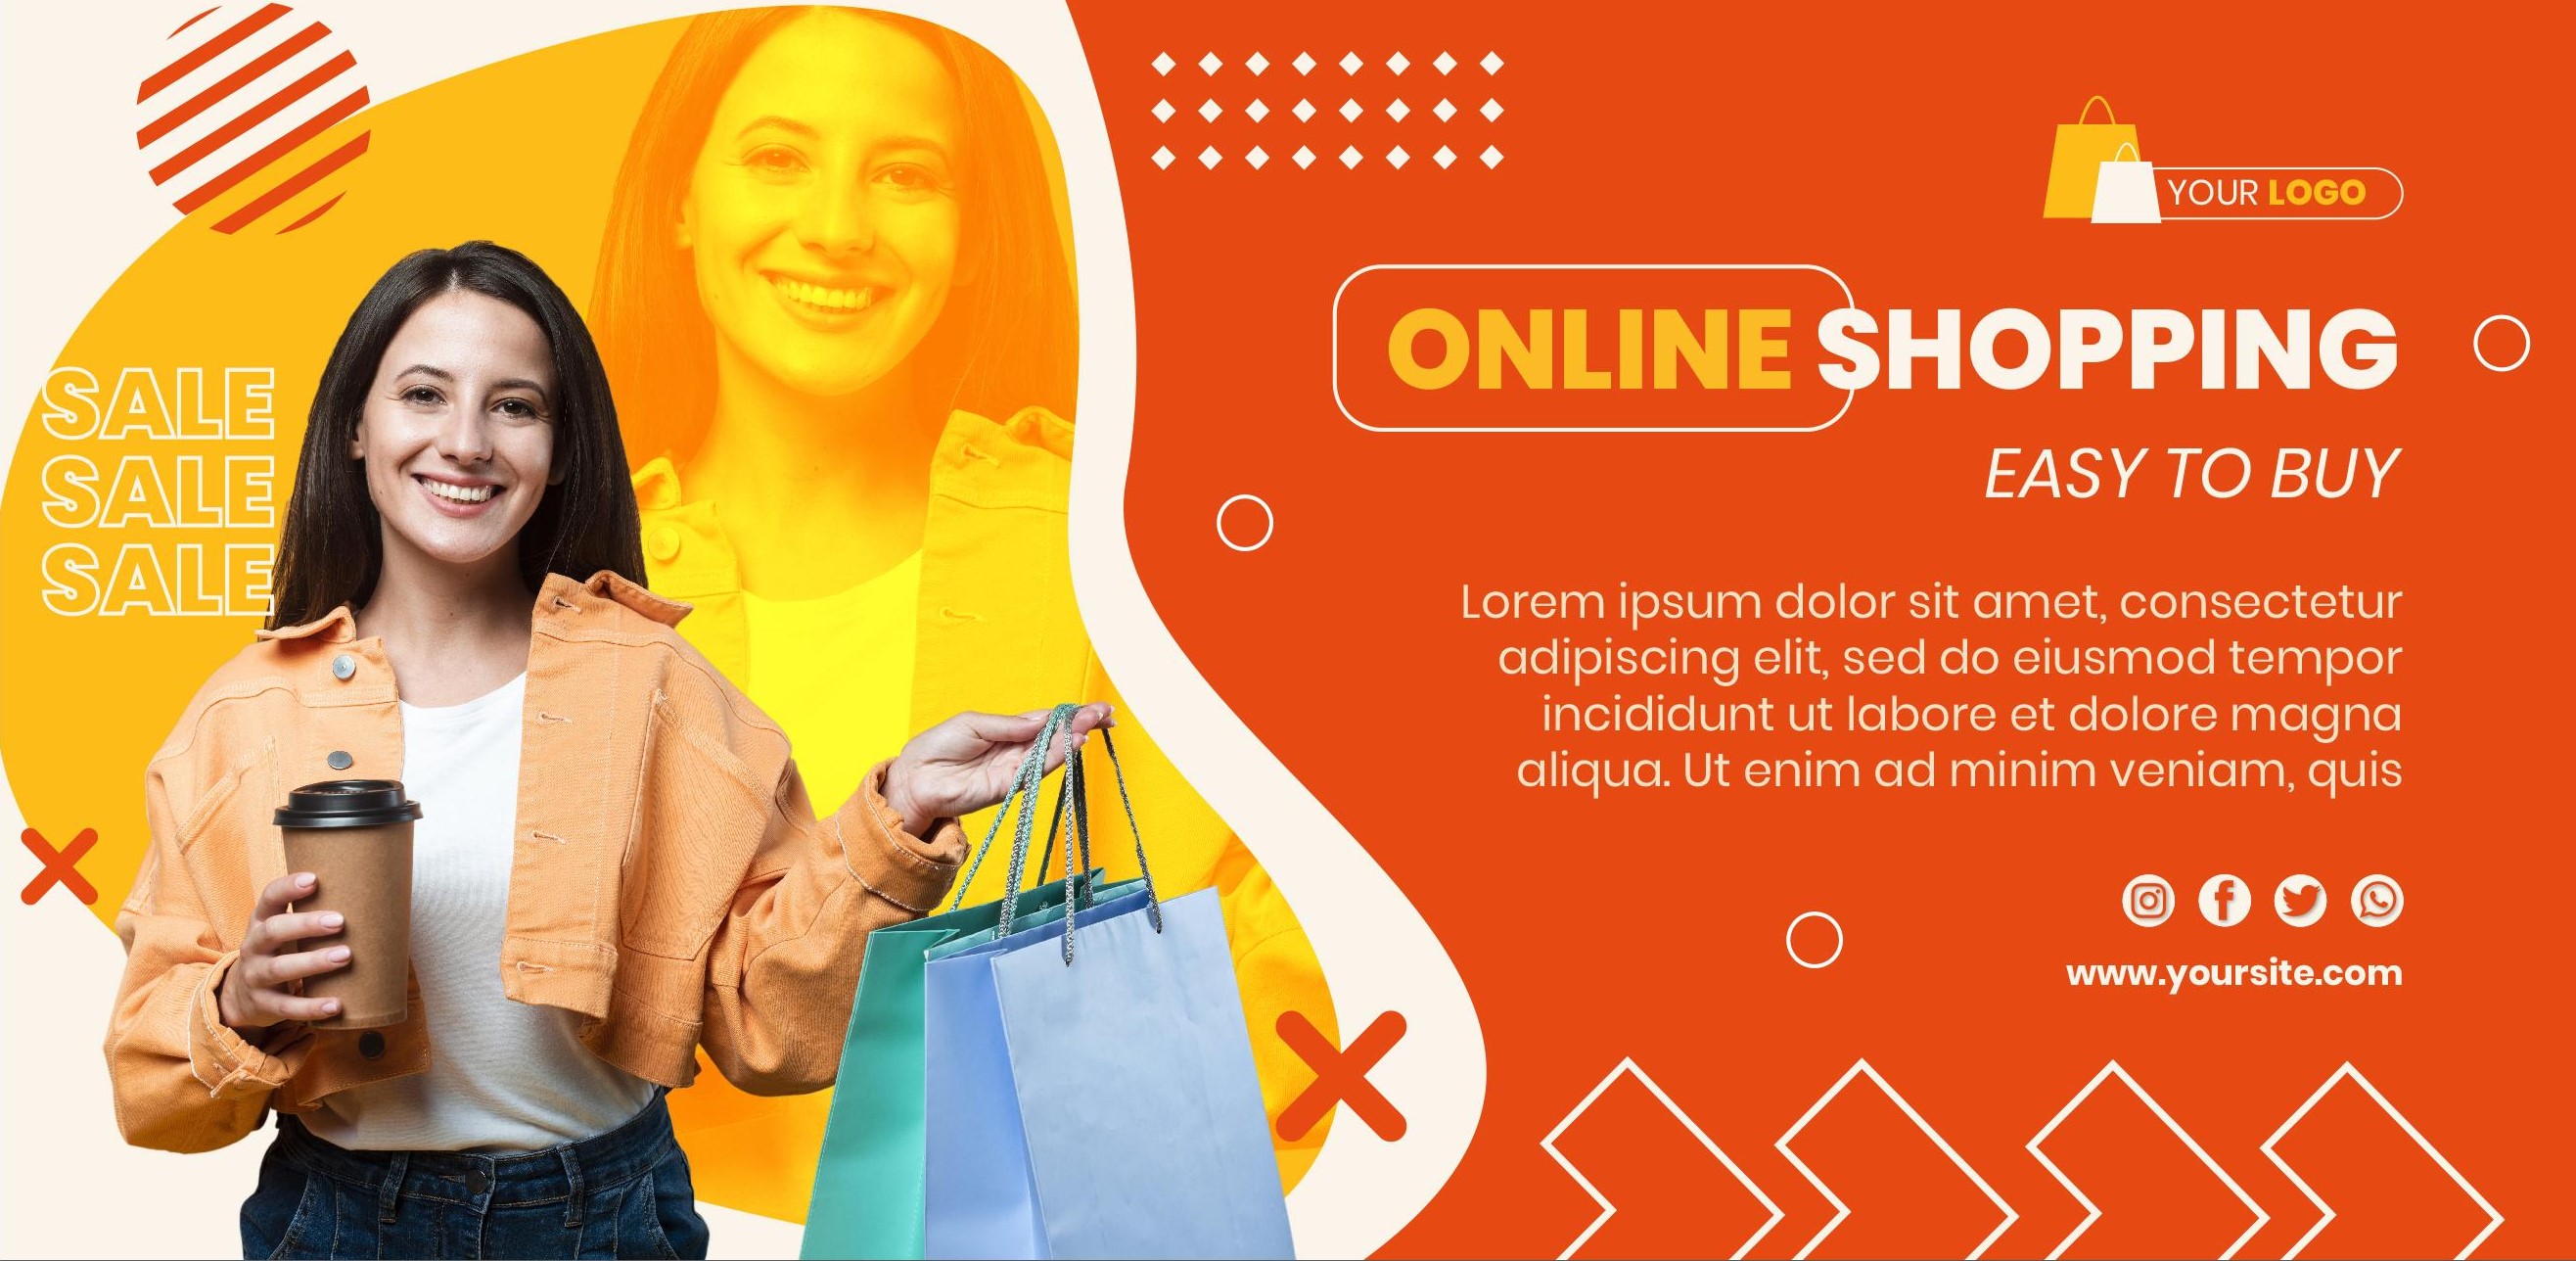 SALE
SALE
SALE
YOUR LOGO
ONLINE SHOPPING
EASY TO BUY
Lorem ipsum dolor sit amet, consectetur
adipiscing elit, sed do eiusmod tempor
incididunt ut labore et dolore magna
aliqua. Ut enim ad minim veniam, quis
www.yoursite.com